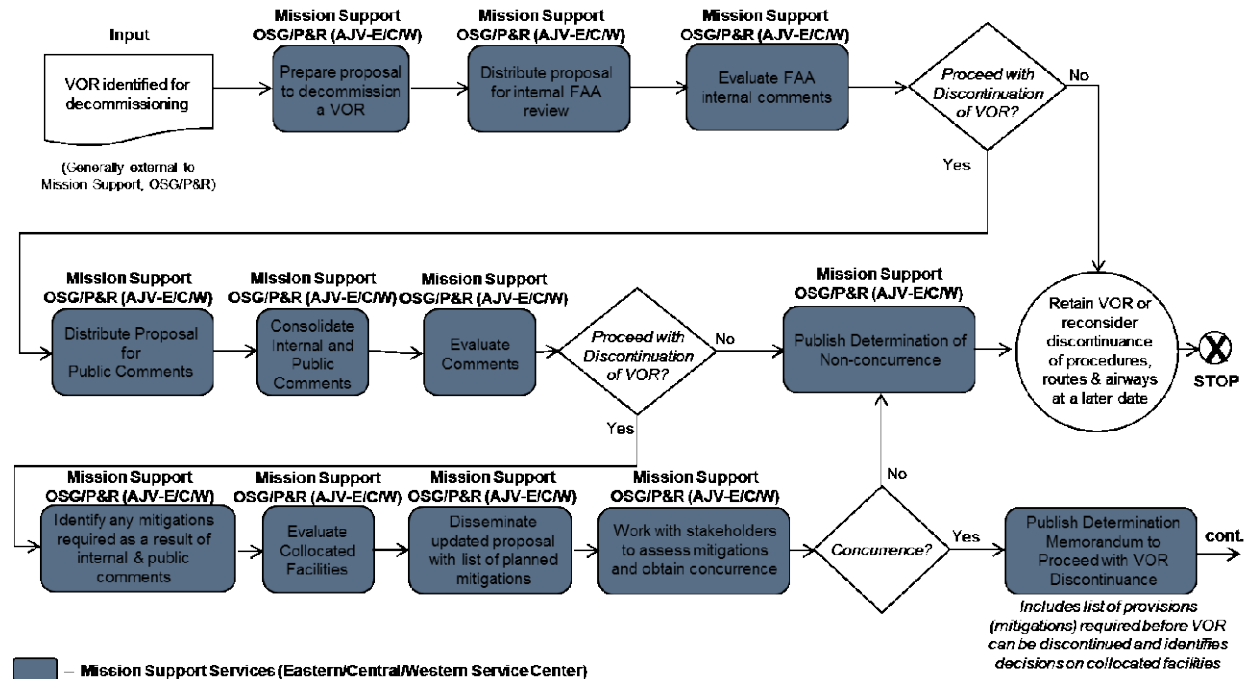 Input
VOR identified for
decommissioning
(Generally external to
Mission Support, OSG/P&R)
Mission Support
OSG/P&R (AJV-E/C/W)
Prepare proposal
to decommission
a VOR
Mission Support
OSG/P&R (AJV-E/C/W)
Distribute proposal
for internal FAA
review
Mission Support
OSG/P&R (AJV-E/C/W)
Evaluate FAA
internal comments
Proceed with
Discontinuation
of VOR?
No
Yes
Mission Support
OSG/P&R (AJV-E/C/W)
Distribute Proposal
for
Public Comments
Mission Support
OSG/P&R (AJV-E/C/W)
Consolidate
Internal and
Public
Comments
Mission Support
OSG/P&R (AJV-E/C/W)
Evaluate
Comments
Proceed with
Discontinuation
of VOR?
No
Yes
Mission Support
OSG/P&R (AJV-E/C/W)
Publish Determination of
Non-concurrence
Retain VOR or
reconsider
discontinuance
of procedures,
routes & airways
at a later date
X
STOP
Mission Support
OSG/P&R (AJV-E/C/W)
Identify any mitigations
required as a result of
internal & public
comments
Mission Support
OSG/P&R (AJV-E/C/W)
Evaluate
Collocated
Facilities
Mission Support
OSG/P&R (AJV-E/C/W)
Disseminate
updated proposal
with list of planned
mitigations
Mission Support
OSG/P&R (AJV-E/C/W)
Work with stakeholders
to assess mitigations
and obtain concurrence
Concurrence?
No
Yes
Publish Determination
Memorandum to
Proceed with VOR
Discontinuance
cont.
Includes list of provisions
(mitigations) required before VOR
can be discontinued and identifies
decisions on collocated facilities
– Mission Support Services (Eastern/Central/Western Service Center)